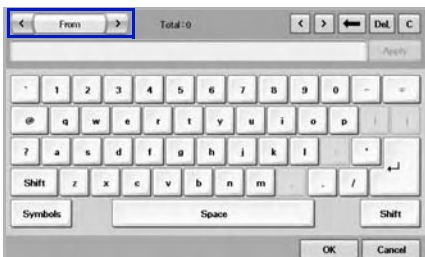 < From > Total:0 < > ← Del. C
Apply
` 1 2 3 4 5 6 7 8 9 0 - =
@ q w e r t y u i o p [ ]
? a s d f g h j k l '
Shift z x c v b n m . /
Symbols Space Shift
OK Cancel